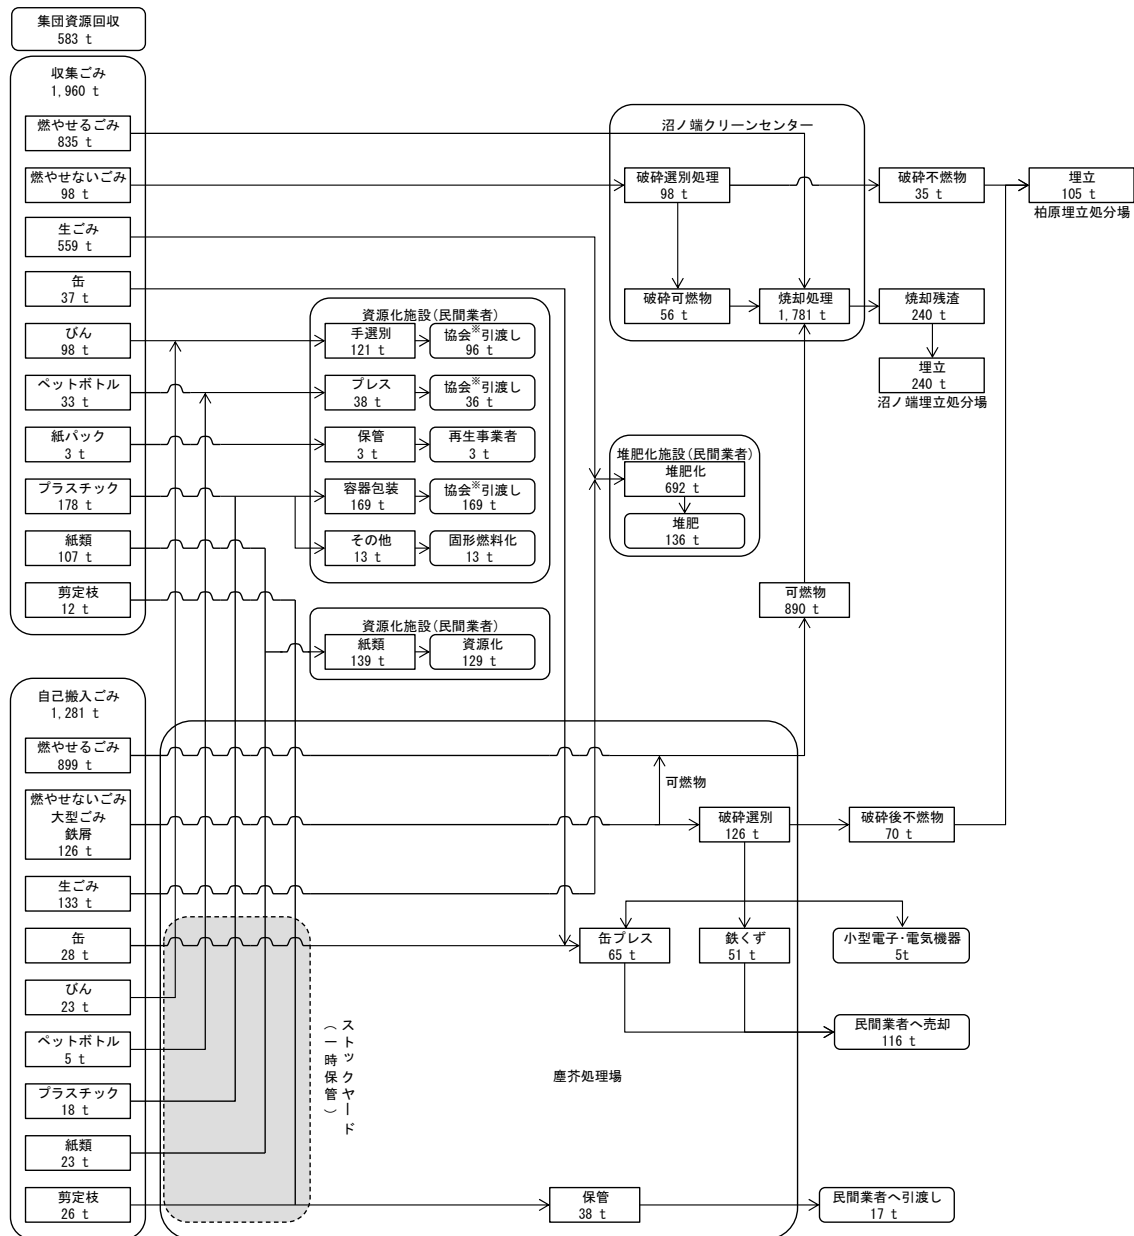 集団資源回収
583 t
収集ごみ
1,960 t
燃やせるごみ
835 t
燃やせないごみ
98 t
生ごみ
559 t
缶
37 t
びん
98 t
ペットボトル
33 t
紙パック
3 t
プラスチック
178 t
紙類
107 t
剪定枝
12 t
資源化施設(民間業者)
手選別
121 t
協会※引渡し
96 t
プレス
38 t
協会※引渡し
36 t
保管
3 t
再生事業者
3 t
容器包装
169 t
協会※引渡し
169 t
その他
13 t
固形燃料化
13 t
資源化施設(民間業者)
紙類
139 t
資源化
129 t
沼ノ端クリーンセンター
破砕選別処理
98 t
破砕可燃物
56 t
焼却処理
1,781 t
破砕不燃物
35 t
埋立
105 t
柏原埋立処分場
焼却残渣
240 t
埋立
240 t
沼ノ端埋立処分場
堆肥化施設(民間業者)
堆肥化
692 t
堆肥
136 t
可燃物
890 t
自己搬入ごみ
1,281 t
燃やせるごみ
899 t
燃やせないごみ
大型ごみ
鉄屑
126 t
生ごみ
133 t
缶
28 t
びん
23 t
ペットボトル
5 t
プラスチック
18 t
紙類
23 t
剪定枝
26 t
ストックヤード
(一時保管)
可燃物
破砕選別
126 t
破砕後不燃物
70 t
缶プレス
65 t
鉄くず
51 t
小型電子・電気機器
5t
民間業者へ売却
116 t
塵芥処理場
保管
38 t
民間業者へ引渡し
17 t